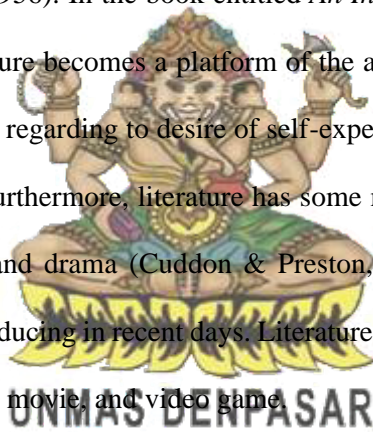 1956). In the book entitled An In
ure becomes a platform of the a
regarding to desire of self-expe
urthermore, literature has some
and drama (Cuddon & Preston,
ducing in recent days. Literature
movie, and video game.
UNMAS DENPASAR